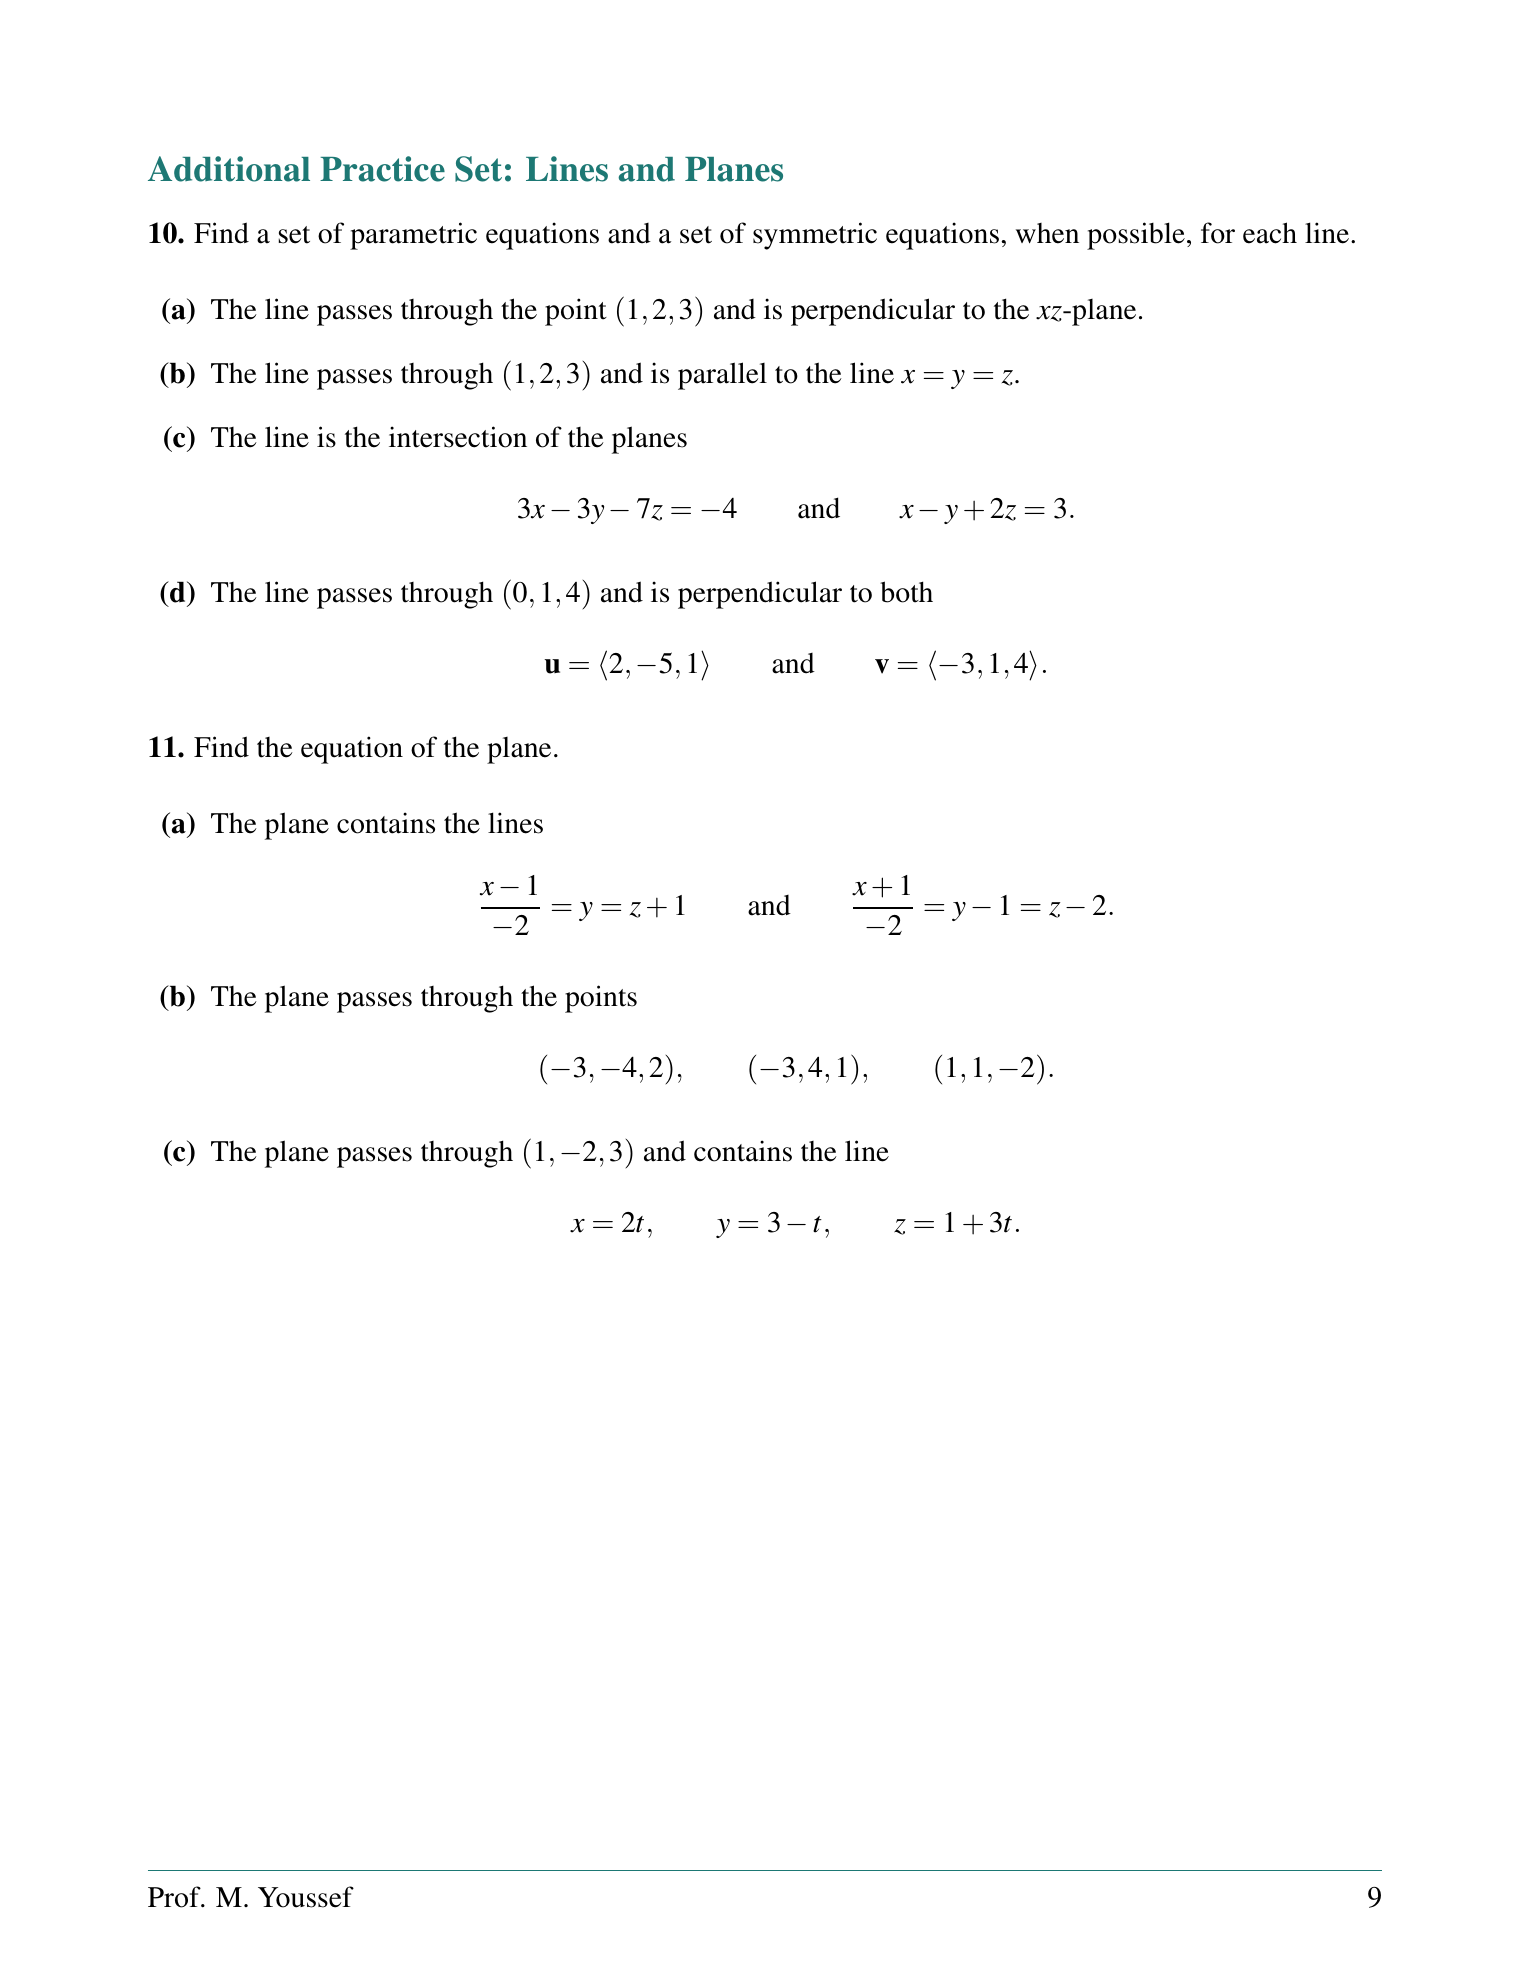 Additional Practice Set: Lines and Planes
10. Find a set of parametric equations and a set of symmetric equations, when possible, for each line.
(a) The line passes through the point (1,2,3) and is perpendicular to the xz-plane.
(b) The line passes through (1,2,3) and is parallel to the line x = y = z.
(c) The line is the intersection of the planes
3x − 3y − 7z = −4 and x − y + 2z = 3.
(d) The line passes through (0,1,4) and is perpendicular to both
u = ⟨2,−5,1⟩ and v = ⟨−3,1,4⟩.
11. Find the equation of the plane.
(a) The plane contains the lines
(x − 1)/(−2) = y = z + 1 and (x + 1)/(−2) = y − 1 = z − 2.
(b) The plane passes through the points
(−3,−4,2), (−3,4,1), (1,1,−2).
(c) The plane passes through (1,−2,3) and contains the line
x = 2t, y = 3 − t, z = 1 + 3t.
Prof. M. Youssef 9